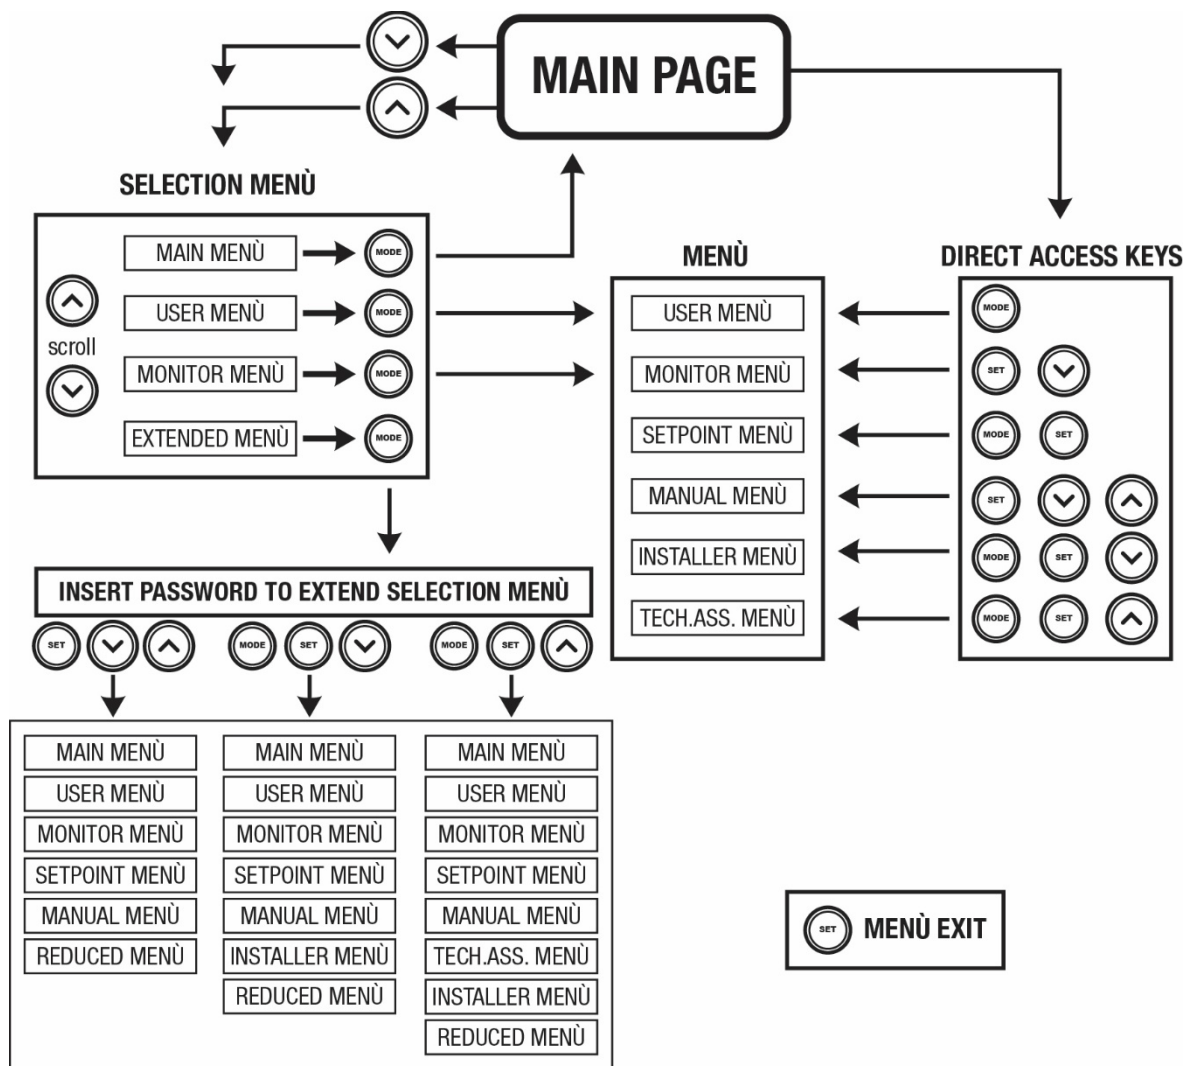 MAIN PAGE
SELECTION MENÙ
MAIN MENÙ MODE
USER MENÙ MODE
scroll
MONITOR MENÙ MODE
EXTENDED MENÙ MODE
MENÙ
USER MENÙ
MONITOR MENÙ
SETPOINT MENÙ
MANUAL MENÙ
INSTALLER MENÙ
TECH.ASS. MENÙ
DIRECT ACCESS KEYS
MODE
SET
MODE SET
SET
MODE SET
MODE SET
INSERT PASSWORD TO EXTEND SELECTION MENÙ
SET
MODE SET
MODE SET
MAIN MENÙ
USER MENÙ
MONITOR MENÙ
SETPOINT MENÙ
MANUAL MENÙ
REDUCED MENÙ
MAIN MENÙ
USER MENÙ
MONITOR MENÙ
SETPOINT MENÙ
MANUAL MENÙ
INSTALLER MENÙ
REDUCED MENÙ
MAIN MENÙ
USER MENÙ
MONITOR MENÙ
SETPOINT MENÙ
MANUAL MENÙ
TECH.ASS. MENÙ
INSTALLER MENÙ
REDUCED MENÙ
SET MENÙ EXIT